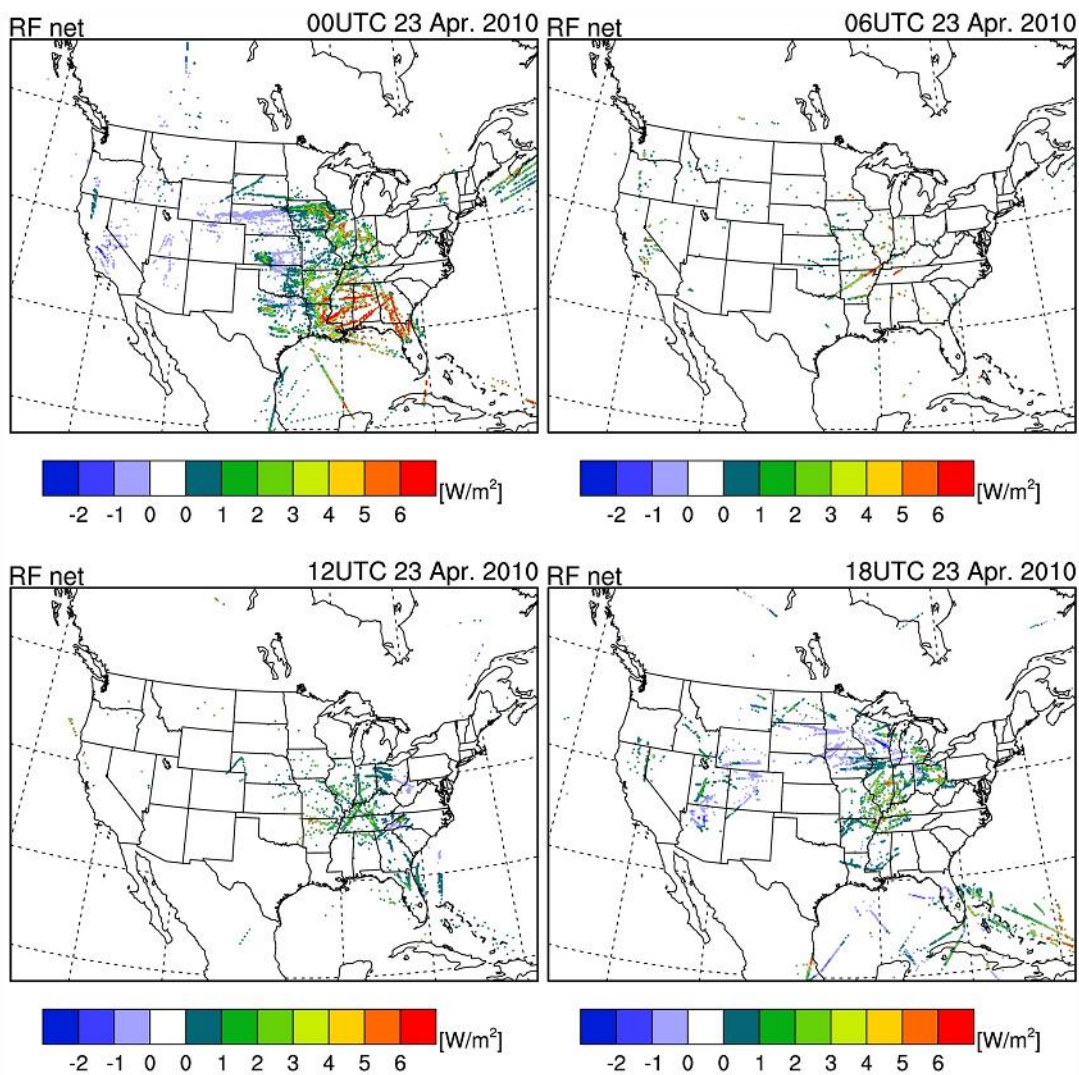 RF net 00UTC 23 Apr. 2010
RF net 06UTC 23 Apr. 2010
-2 -1 0 0 1 2 3 4 5 6 [W/m²]
-2 -1 0 0 1 2 3 4 5 6 [W/m²]
RF net 12UTC 23 Apr. 2010
RF net 18UTC 23 Apr. 2010
-2 -1 0 0 1 2 3 4 5 6 [W/m²]
-2 -1 0 0 1 2 3 4 5 6 [W/m²]